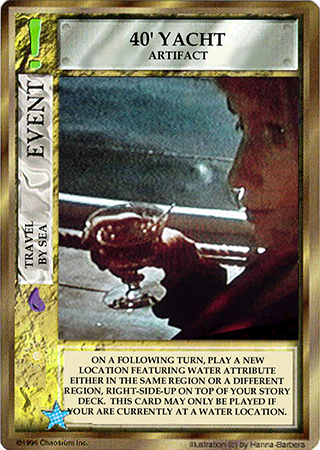 40' YACHT
ARTIFACT
EVENT
TRAVEL
BY SEA
ON A FOLLOWING TURN, PLAY A NEW
LOCATION FEATURING WATER ATTRIBUTE
EITHER IN THE SAME REGION OR A DIFFERENT
REGION, RIGHT-SIDE-UP ON TOP OF YOUR STORY
DECK. THIS CARD MAY ONLY BE PLAYED IF
YOUR ARE CURRENTLY AT A WATER LOCATION.
©1996 Chaosium Inc.
Illustration (c) by Hanna-Barbera